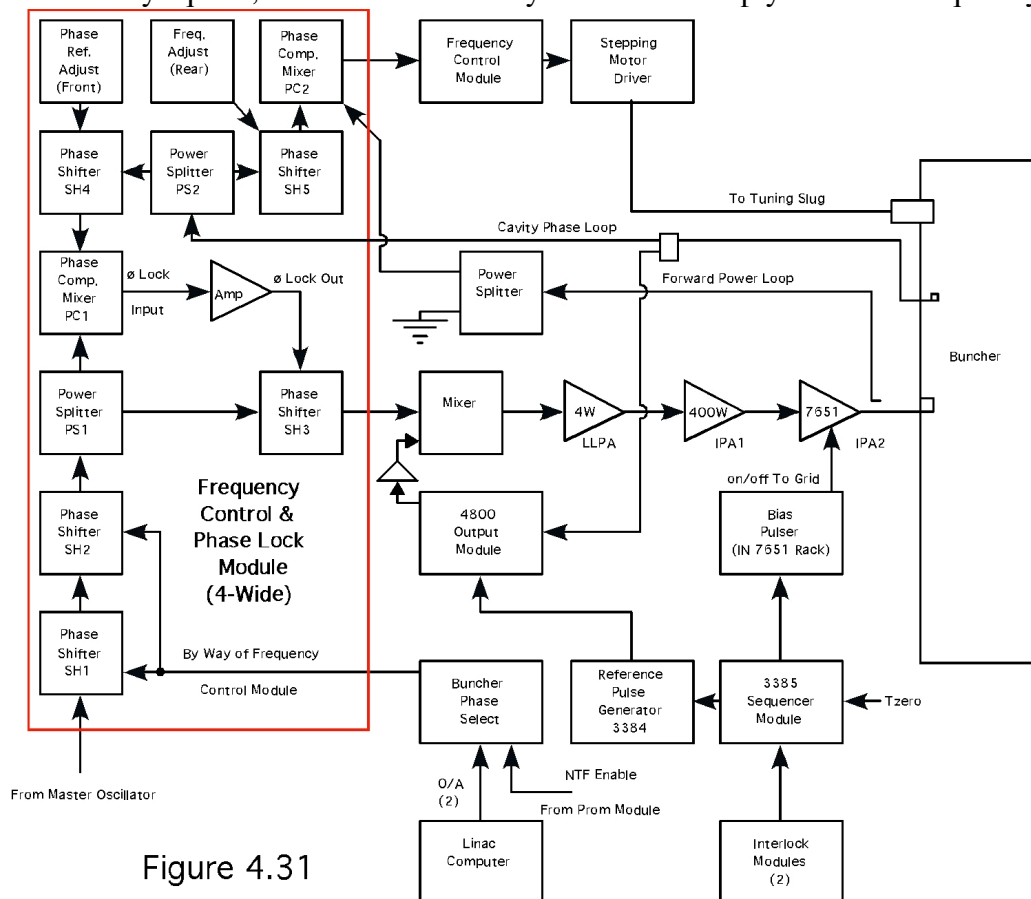 Phase
Ref,
Adjust
(Front)
Freq,
Adjust
(Rear)
Phase
Comp,
Mixer
PC2
Frequency
Control
Module
Stepping
Motor
Driver
Phase
Shifter
SH4
Power
Splitter
PS2
Phase
Shifter
SH5
To Tuning Slug
Cavity Phase Loop
Phase
Comp,
Mixer
PC1
ø Lock
Input
Amp
ø Lock Out
Power
Splitter
Forward Power Loop
Buncher
Power
Splitter
PS1
Phase
Shifter
SH3
Mixer
4W
LLPA
400W
IPA1
7651
IPA2
on/off To Grid
Phase
Shifter
SH2
Frequency
Control &
Phase Lock
Module
(4-Wide)
4800
Output
Module
Bias
Pulser
(IN 7651 Rack)
Phase
Shifter
SH1
By Way of Frequency
Control Module
Buncher
Phase
Select
Reference
Pulse
Generator
3384
3385
Sequencer
Module
Tzero
From Master Oscillator
O/A
(2)
NTF Enable
From Prom Module
Linac
Computer
Interlock
Modules
(2)
Figure 4.31